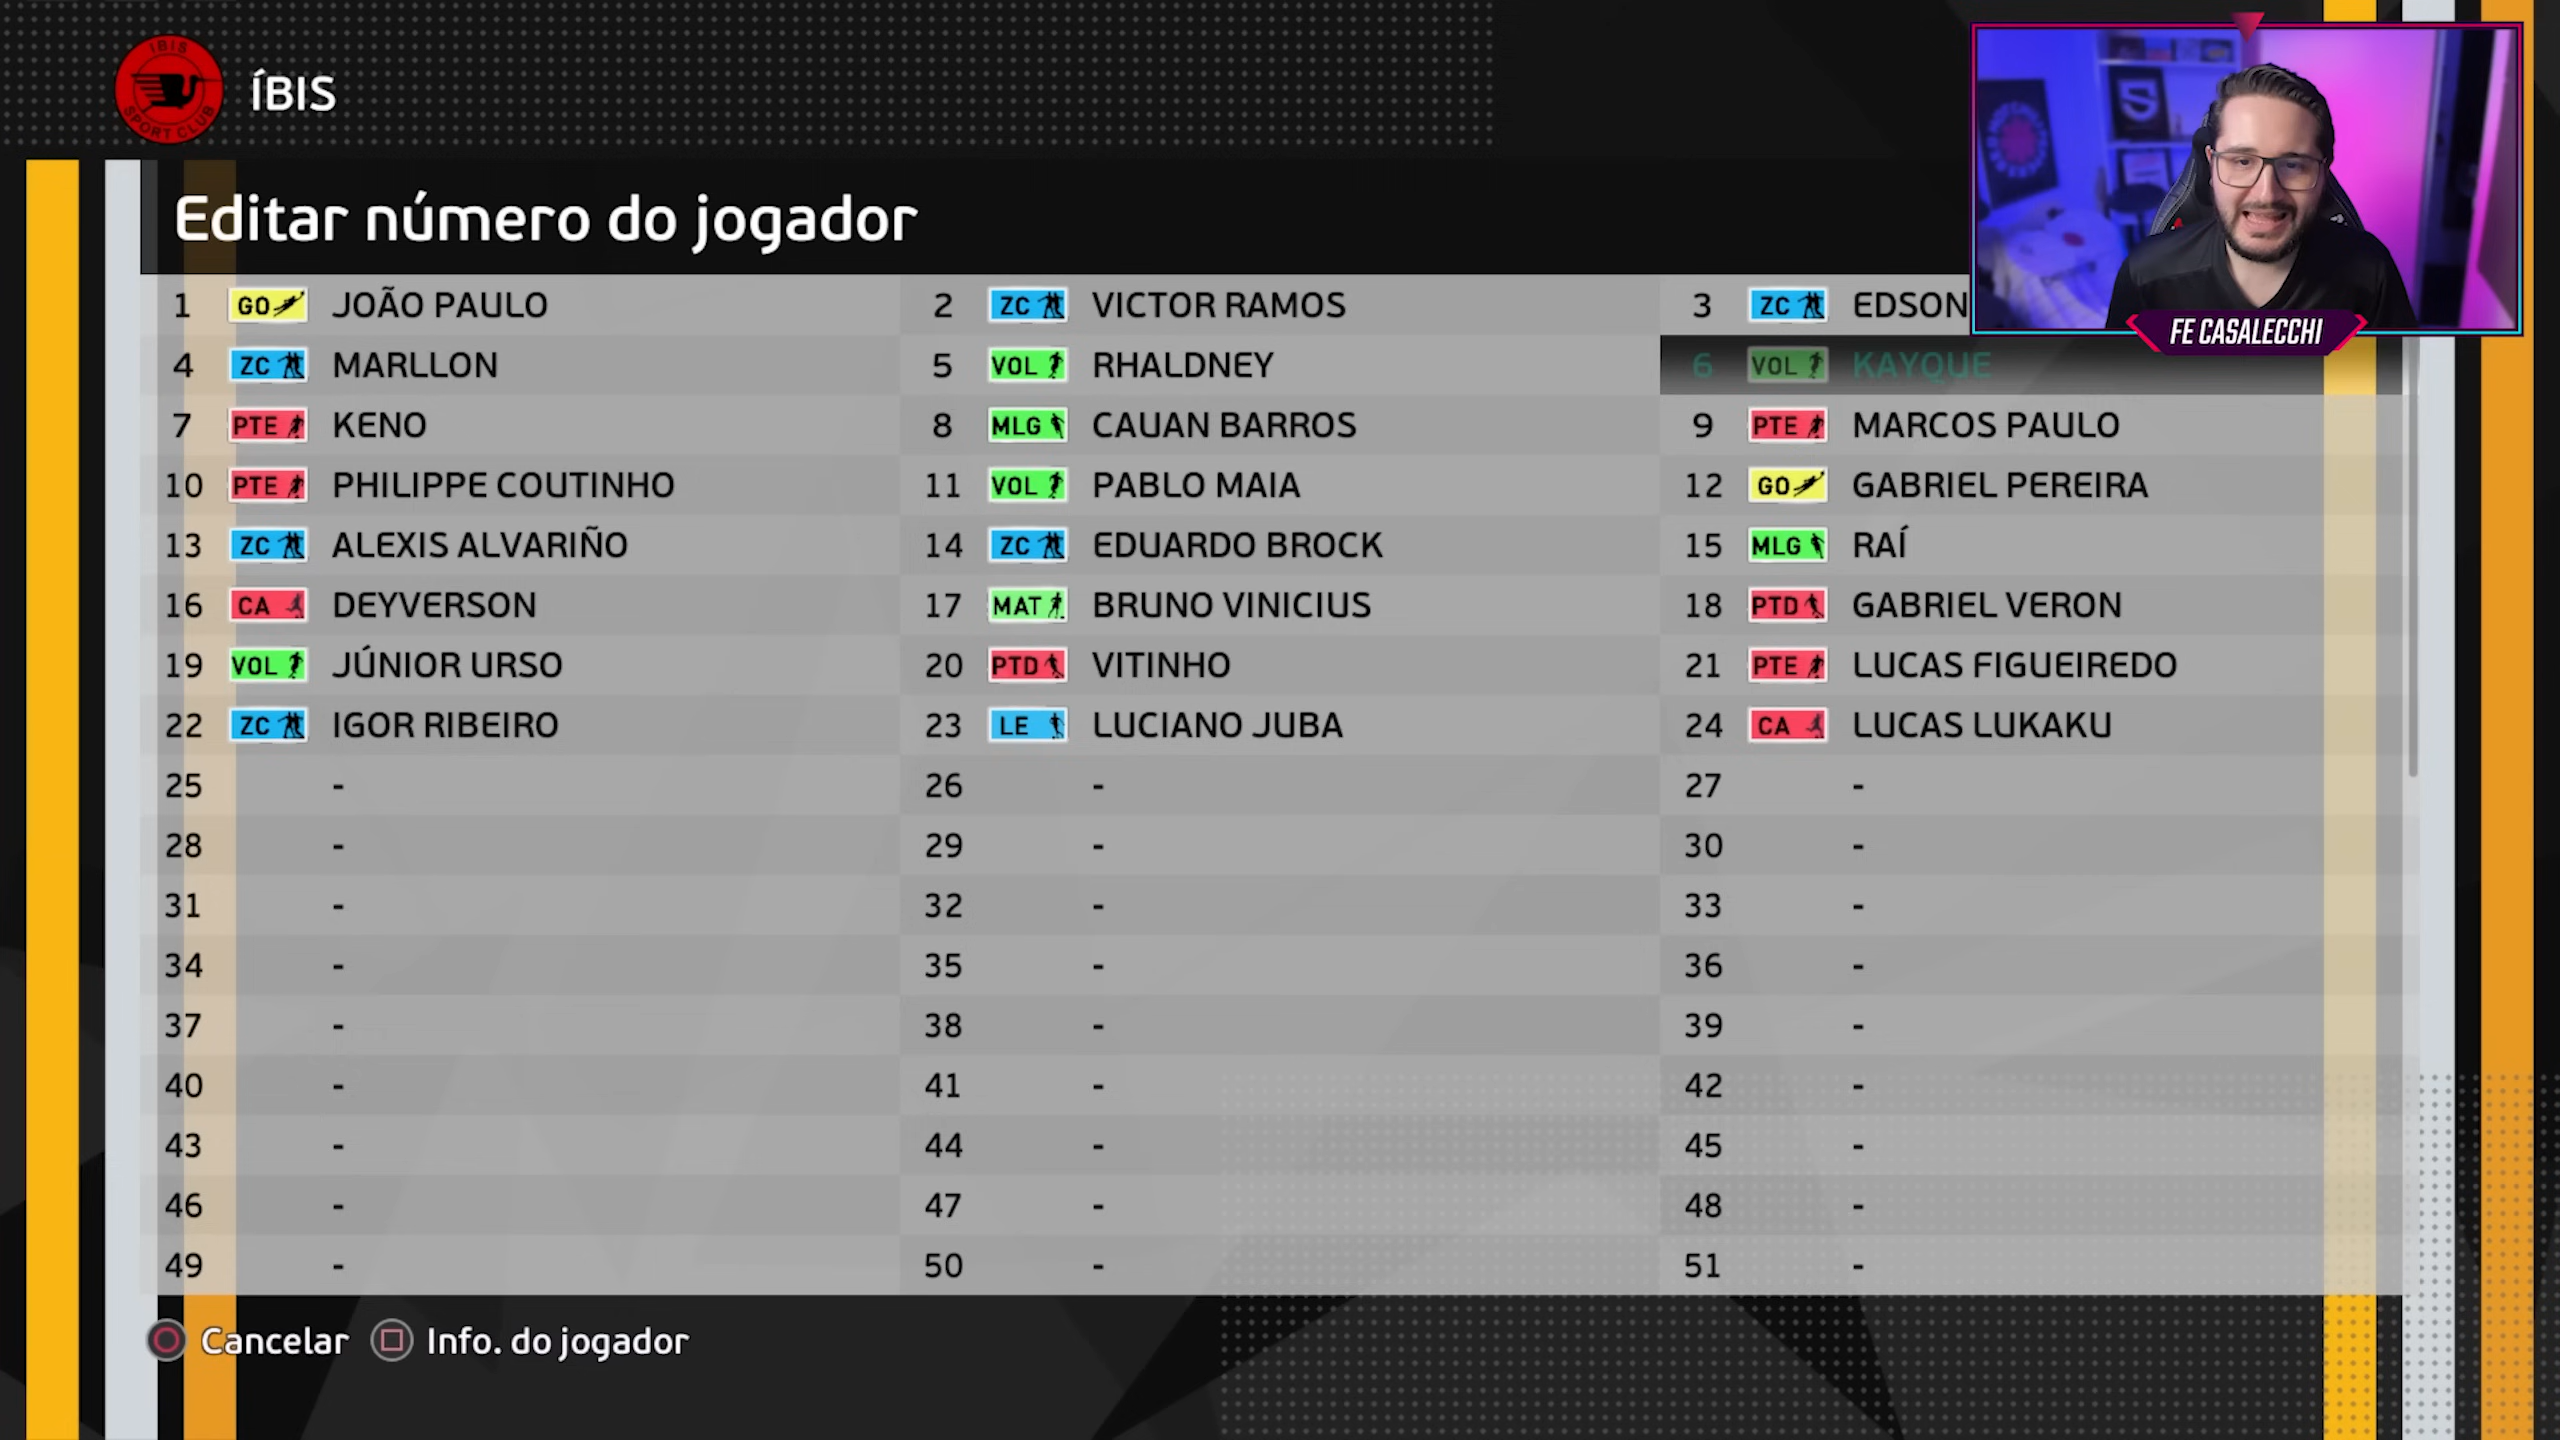 IBIS SPORT CLUB
ÍBIS
Editar número do jogador
FE CASALECCHI
1 GO JOÃO PAULO 2 ZC VICTOR RAMOS 3 ZC EDSON
4 ZC MARLLON 5 VOL RHALDNEY 6 VOL KAYQUE
7 PTE KENO 8 MLG CAUAN BARROS 9 PTE MARCOS PAULO
10 PTE PHILIPPE COUTINHO 11 VOL PABLO MAIA 12 GO GABRIEL PEREIRA
13 ZC ALEXIS ALVARIÑO 14 ZC EDUARDO BROCK 15 MLG RAÍ
16 CA DEYVERSON 17 MAT BRUNO VINICIUS 18 PTD GABRIEL VERON
19 VOL JÚNIOR URSO 20 PTD VITINHO 21 PTE LUCAS FIGUEIREDO
22 ZC IGOR RIBEIRO 23 LE LUCIANO JUBA 24 CA LUCAS LUKAKU
25 - 26 - 27 -
28 - 29 - 30 -
31 - 32 - 33 -
34 - 35 - 36 -
37 - 38 - 39 -
40 - 41 - 42 -
43 - 44 - 45 -
46 - 47 - 48 -
49 - 50 - 51 -
Cancelar Info. do jogador